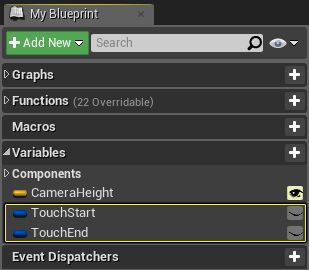 My Blueprint
Add New Search
Graphs
Functions (22 Overridable)
Macros
Variables
Components
CameraHeight
TouchStart
TouchEnd
Event Dispatchers